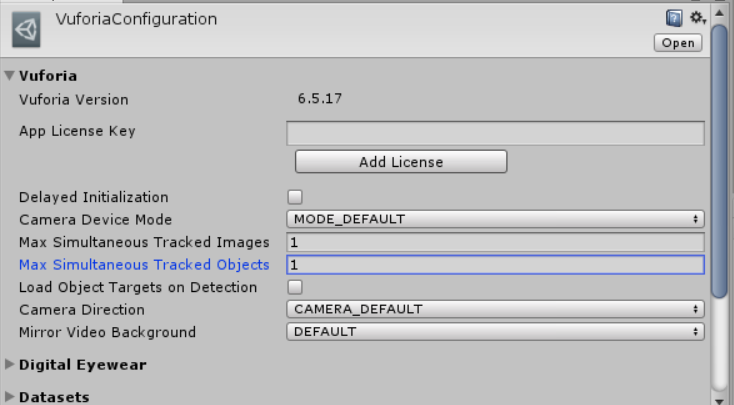 VuforiaConfiguration
Open
Vuforia
Vuforia Version 6.5.17
App License Key
Add License
Delayed Initialization
Camera Device Mode MODE_DEFAULT
Max Simultaneous Tracked Images 1
Max Simultaneous Tracked Objects 1
Load Object Targets on Detection
Camera Direction CAMERA_DEFAULT
Mirror Video Background DEFAULT
Digital Eyewear
Datasets